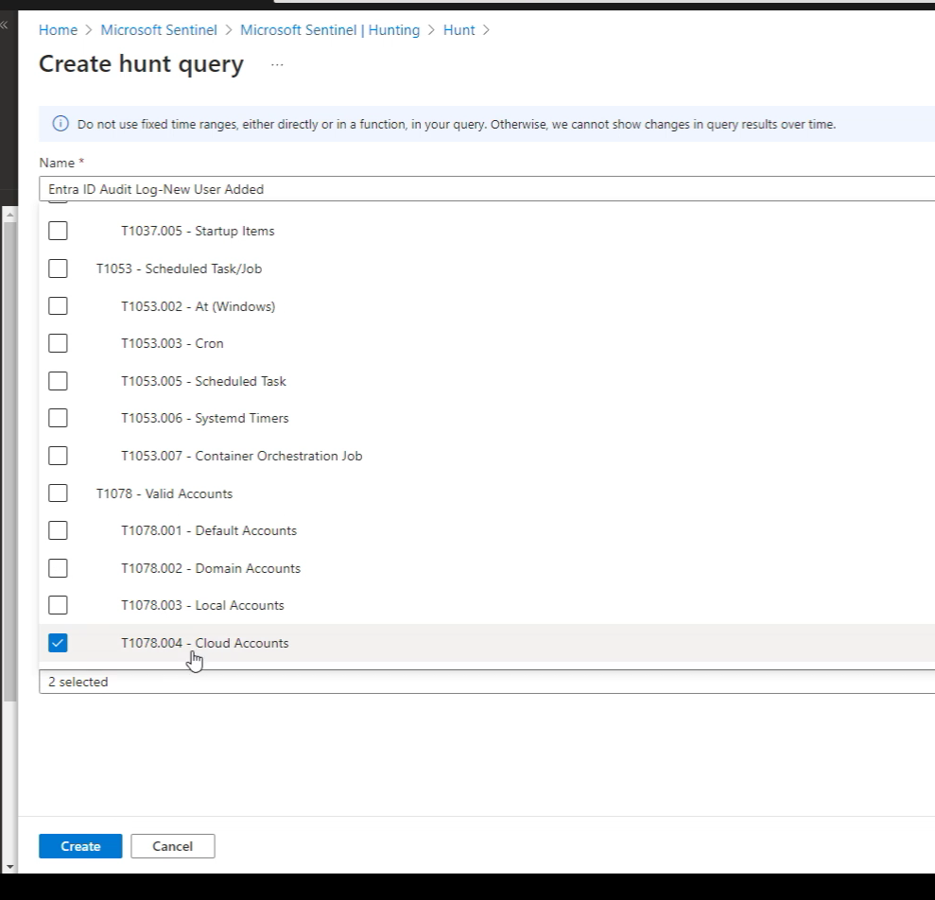 Home > Microsoft Sentinel > Microsoft Sentinel | Hunting > Hunt >
Create hunt query ...
Do not use fixed time ranges, either directly or in a function, in your query. Otherwise, we cannot show changes in query results over time.
Name *
Entra ID Audit Log-New User Added
T1037.005 - Startup Items
T1053 - Scheduled Task/Job
T1053.002 - At (Windows)
T1053.003 - Cron
T1053.005 - Scheduled Task
T1053.006 - Systemd Timers
T1053.007 - Container Orchestration Job
T1078 - Valid Accounts
T1078.001 - Default Accounts
T1078.002 - Domain Accounts
T1078.003 - Local Accounts
T1078.004 - Cloud Accounts
2 selected
Create Cancel